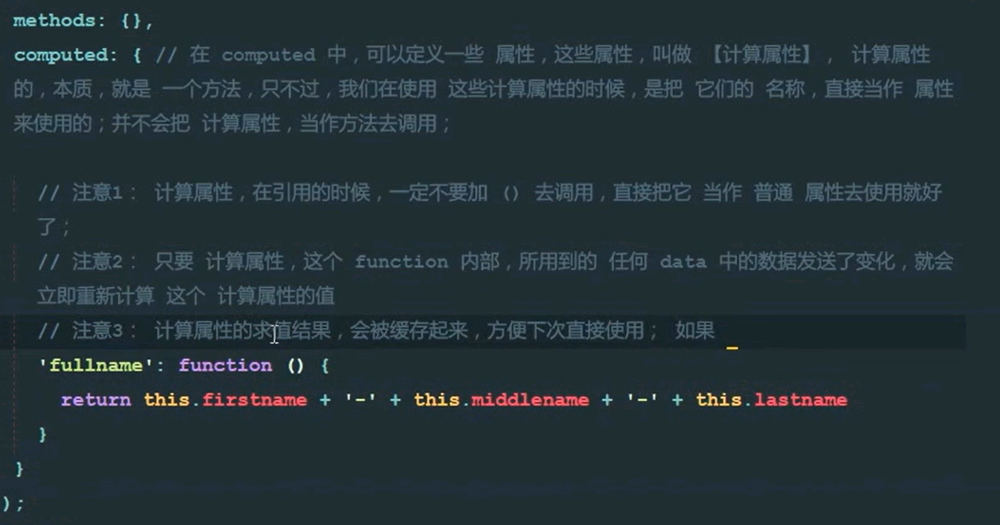 methods: {},
computed: { // 在 computed 中，可以定义一些 属性，这些属性，叫做 【计算属性】， 计算属性
的，本质，就是 一个方法，只不过，我们在使用 这些计算属性的时候，是把 它们的 名称，直接当作 属性
来使用的；并不会把 计算属性，当作方法去调用；
// 注意1： 计算属性，在引用的时候，一定不要加 () 去调用，直接把它 当作 普通 属性去使用就好
了；
// 注意2： 只要 计算属性，这个 function 内部，所用到的 任何 data 中的数据发送了变化，就会
立即重新计算 这个 计算属性的值
// 注意3： 计算属性的求值结果，会被缓存起来，方便下次直接使用； 如果
'fullname': function () {
return this.firstname + '-' + this.middlename + '-' + this.lastname
}
}
);